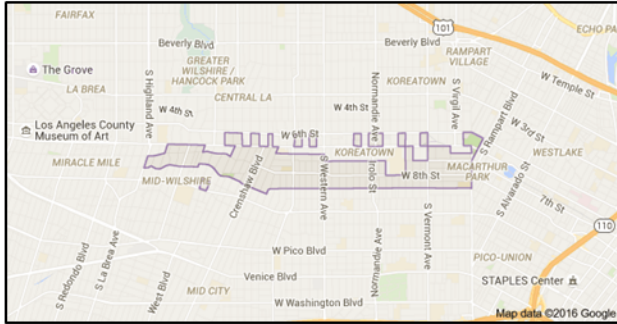 FAIRFAX
101
ECHO PA
Beverly Blvd
Beverly Blvd
RAMPART
VILLAGE
The Grove
GREATER
WILSHIRE /
HANCOCK PARK
KOREATOWN
W Temple St
LA BREA
S Highland Ave
CENTRAL LA
Normandie Ave
S Virgil Ave
S Rampart Blvd
W 4th St
W 4th St
W 3rd St
Los Angeles County
Museum of Art
W 6th St
WESTLAKE
MIRACLE MILE
KOREATOWN
MACARTHUR
PARK
MID-WILSHIRE
Crenshaw Blvd
S Western Ave
Irolo St
W 8th St
S Alvarado St
7th St
110
S Redondo Blvd
S La Brea Ave
West Blvd
W Pico Blvd
Normandie Ave
S Vermont Ave
PICO-UNION
Venice Blvd
STAPLES Center
MID CITY
W Washington Blvd
Map data ©2016 Google